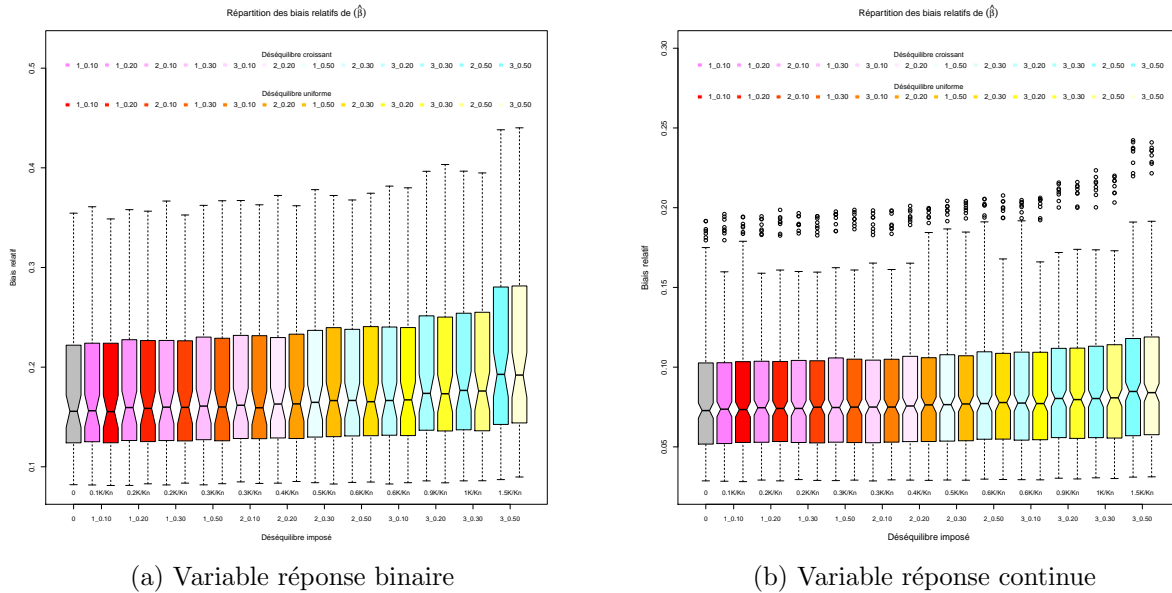 Répartition des biais relatifs de (β̂)
Déséquilibre croissant
1_0.10 1_0.20 2_0.10 1_0.30 3_0.10 2_0.20 1_0.50 2_0.30 3_0.20 3_0.30 2_0.50 3_0.50
Déséquilibre uniforme
1_0.10 1_0.20 2_0.10 1_0.30 3_0.10 2_0.20 1_0.50 2_0.30 3_0.20 3_0.30 2_0.50 3_0.50
Biais relatif
0.5
0.4
0.3
0.2
0.1
0 0.1K/Kn 0.2K/Kn 0.2K/Kn 0.3K/Kn 0.3K/Kn 0.4K/Kn 0.5K/Kn 0.6K/Kn 0.6K/Kn 0.9K/Kn 1K/Kn 1.5K/Kn
0 1_0.10 1_0.20 1_0.30 1_0.50 2_0.10 2_0.20 2_0.30 2_0.50 3_0.10 3_0.20 3_0.30 3_0.50
Déséquilibre imposé
(a) Variable réponse binaire
Répartition des biais relatifs de (β̂)
Déséquilibre croissant
1_0.10 1_0.20 2_0.10 1_0.30 3_0.10 2_0.20 1_0.50 2_0.30 3_0.20 3_0.30 2_0.50 3_0.50
Déséquilibre uniforme
1_0.10 1_0.20 2_0.10 1_0.30 3_0.10 2_0.20 1_0.50 2_0.30 3_0.20 3_0.30 2_0.50 3_0.50
Biais relatif
0.30
0.25
0.20
0.15
0.10
0.05
0 0.1K/Kn 0.2K/Kn 0.2K/Kn 0.3K/Kn 0.3K/Kn 0.4K/Kn 0.5K/Kn 0.6K/Kn 0.6K/Kn 0.9K/Kn 1K/Kn 1.5K/Kn
0 1_0.10 1_0.20 1_0.30 1_0.50 2_0.10 2_0.20 2_0.30 2_0.50 3_0.10 3_0.20 3_0.30 3_0.50
Déséquilibre imposé
(b) Variable réponse continue